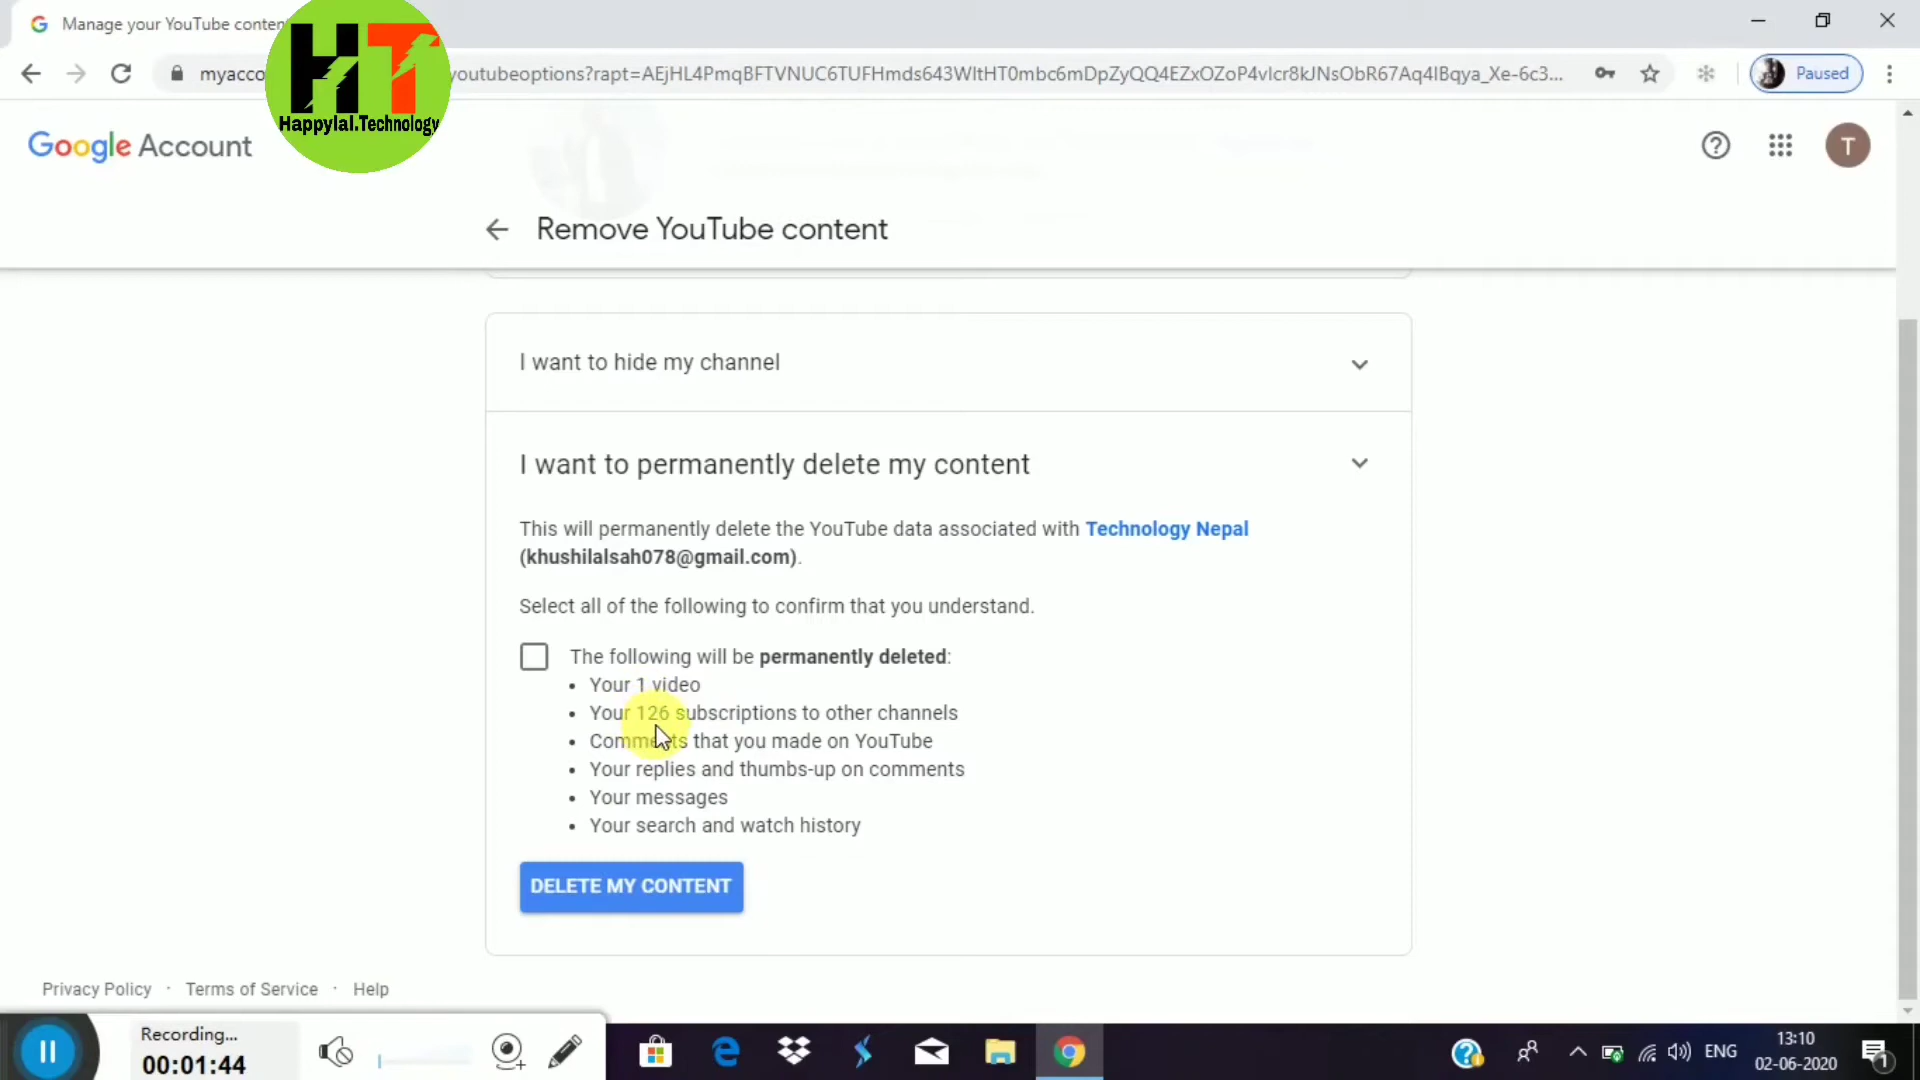 Manage your YouTube conten
HT
Happylal.Technology
myacco
youtubeoptions?rapt=AEjHL4PmqBFTVNUC6TUFHmds643WltHT0mbc6mDpZyQQ4EZxOZoP4vIcr8kJNsObR67Aq4lBqya_Xe-6c3...
Paused
Google Account
T
Remove YouTube content
I want to hide my channel
I want to permanently delete my content
This will permanently delete the YouTube data associated with Technology Nepal
(khushilalsah078@gmail.com).
Select all of the following to confirm that you understand.
The following will be permanently deleted:
• Your 1 video
• Your 126 subscriptions to other channels
• Comments that you made on YouTube
• Your replies and thumbs-up on comments
• Your messages
• Your search and watch history
DELETE MY CONTENT
Privacy Policy · Terms of Service · Help
Recording...
00:01:44
ENG
13:10
02-06-2020
1